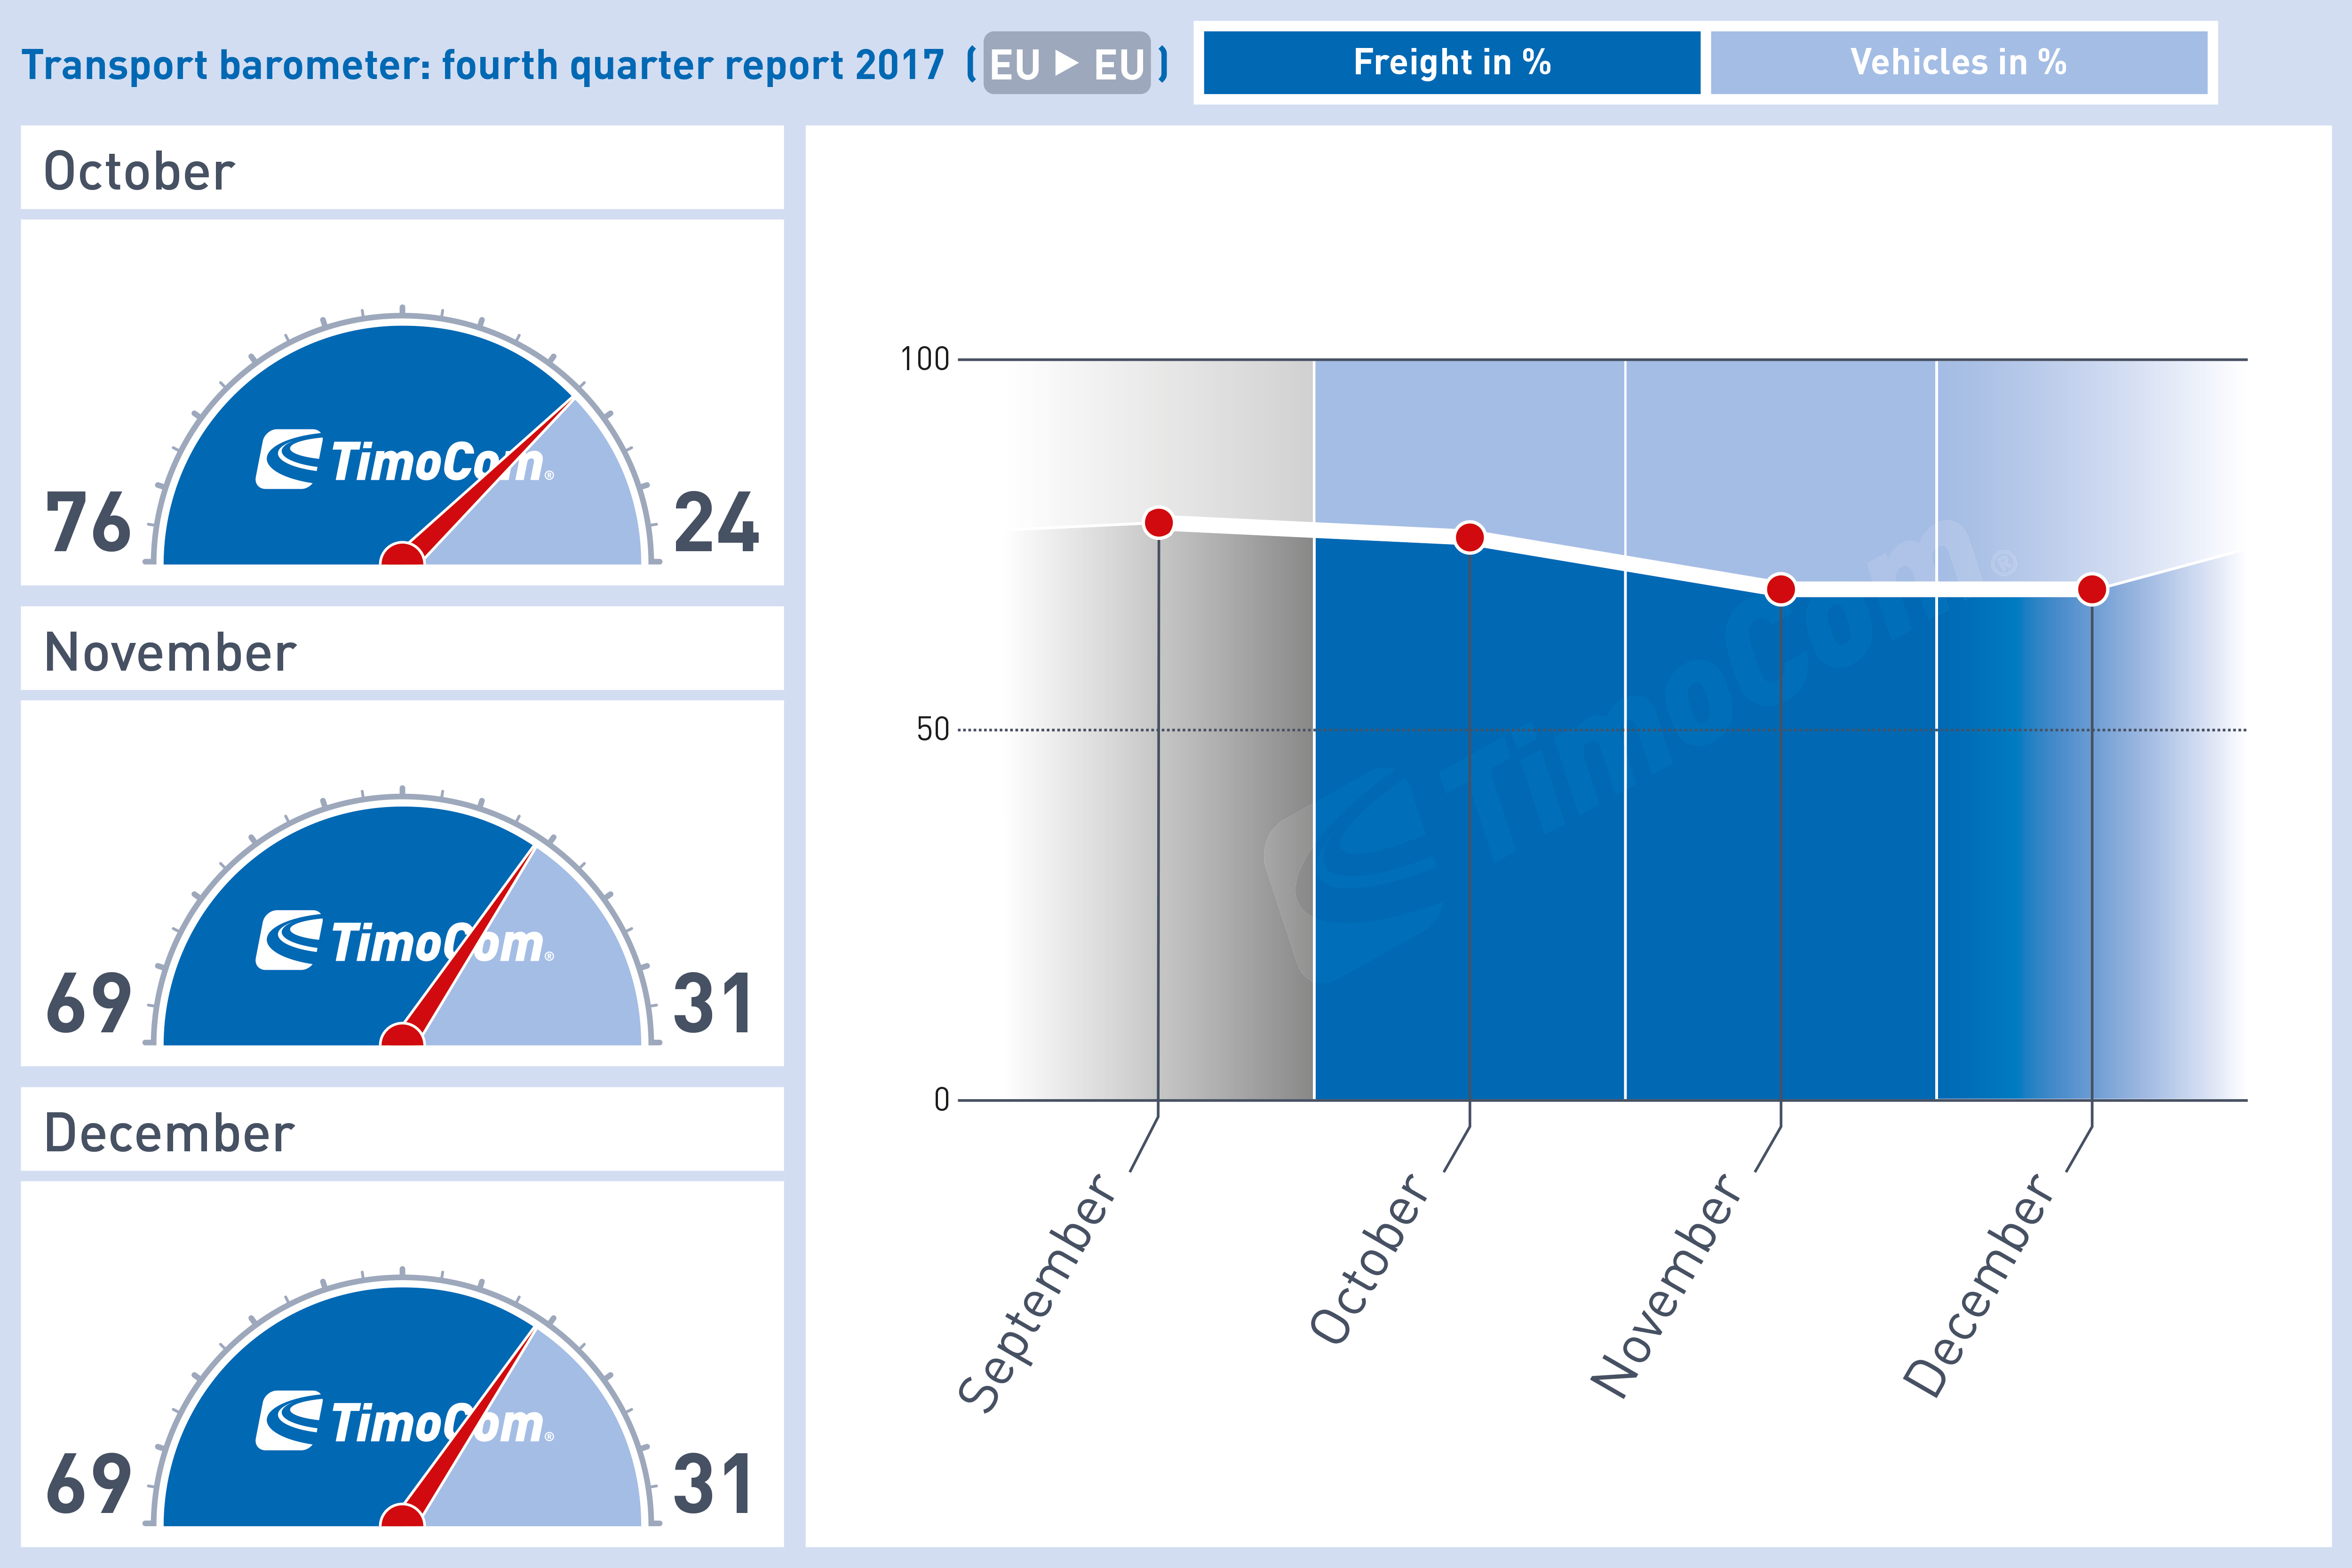 Transport barometer: fourth quarter report 2017 (EU ▶ EU)
Freight in %
Vehicles in %
October
TimoCom®
76
24
November
TimoCom®
69
31
December
TimoCom®
69
31
100
50
0
TimoCom®
September
October
November
December